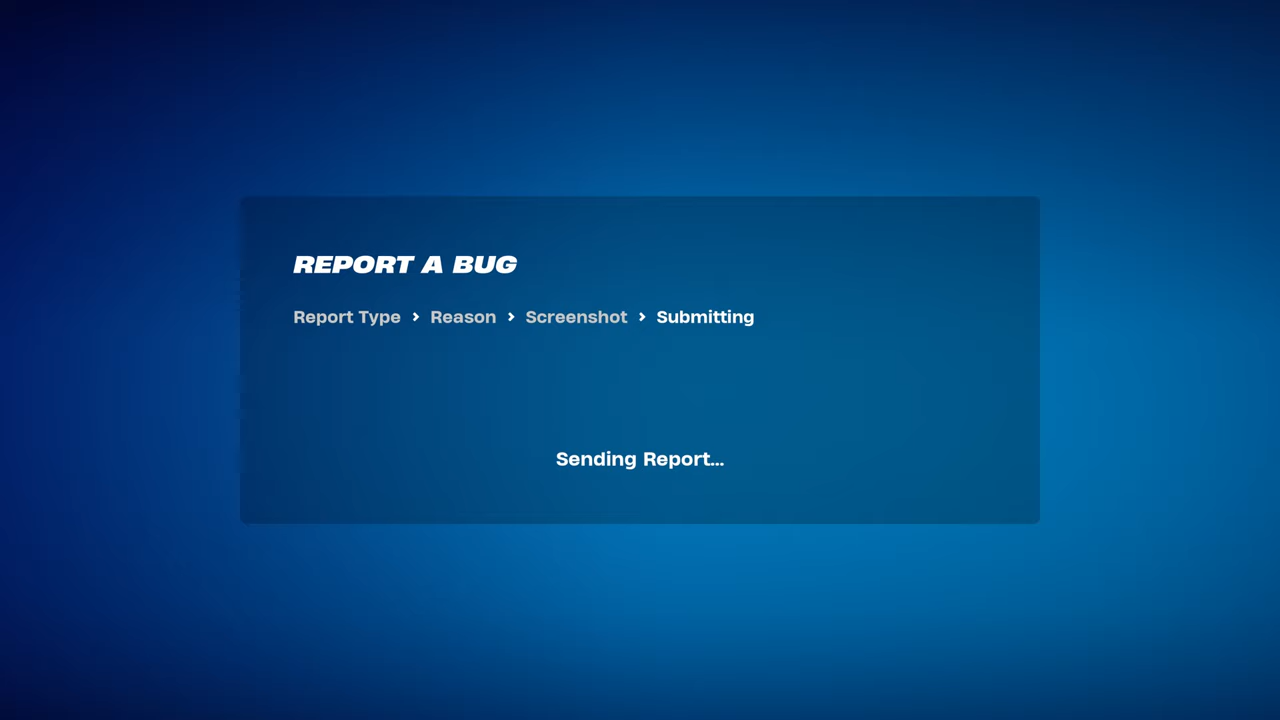 REPORT A BUG
Report Type › Reason › Screenshot › Submitting
Sending Report...